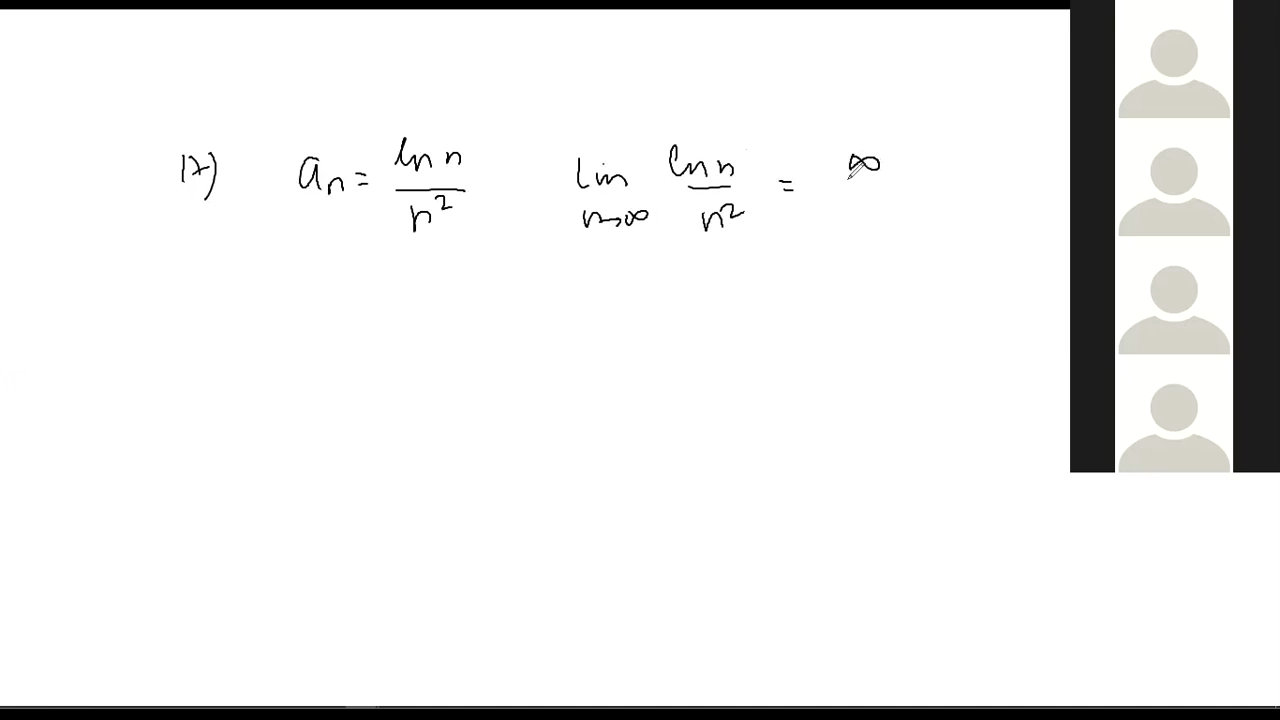 17) aₙ = ln n / n² lim n→∞ ln n / n² = ∞